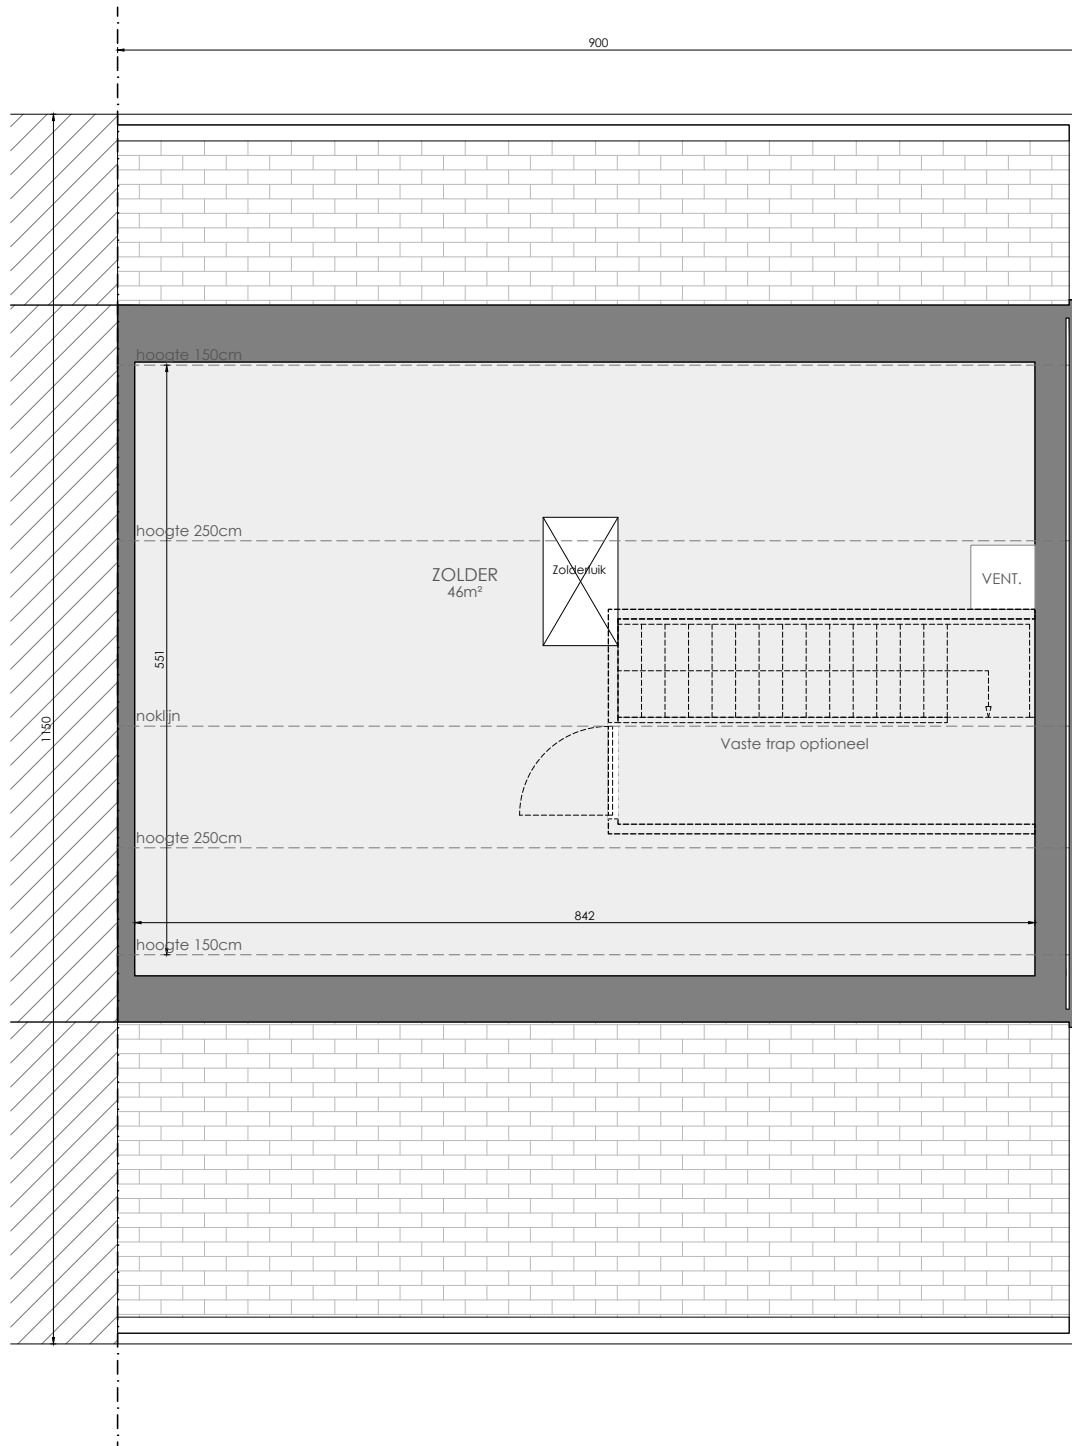 900
hoogte 150cm
hoogte 250cm
ZOLDER
46m²
Zolderluik
VENT.
551
1150
noklijn
Vaste trap optioneel
hoogte 250cm
842
hoogte 150cm